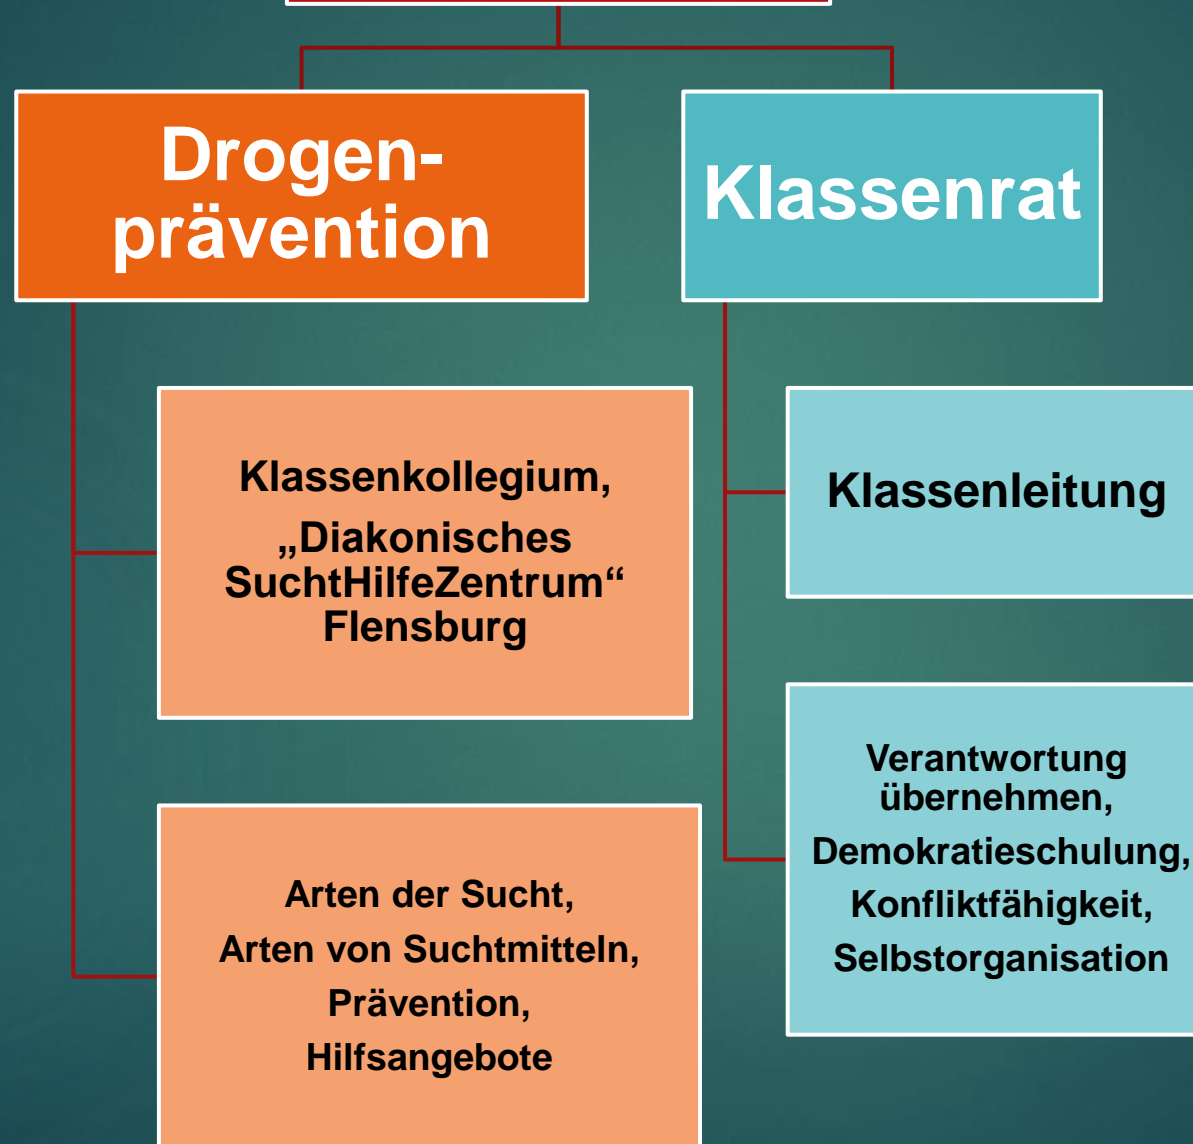 Drogen-
prävention
Klassenrat
Klassenkollegium,
„Diakonisches
SuchtHilfeZentrum“
Flensburg
Arten der Sucht,
Arten von Suchtmitteln,
Prävention,
Hilfsangebote
Klassenleitung
Verantwortung
übernehmen,
Demokratieschulung,
Konfliktfähigkeit,
Selbstorganisation